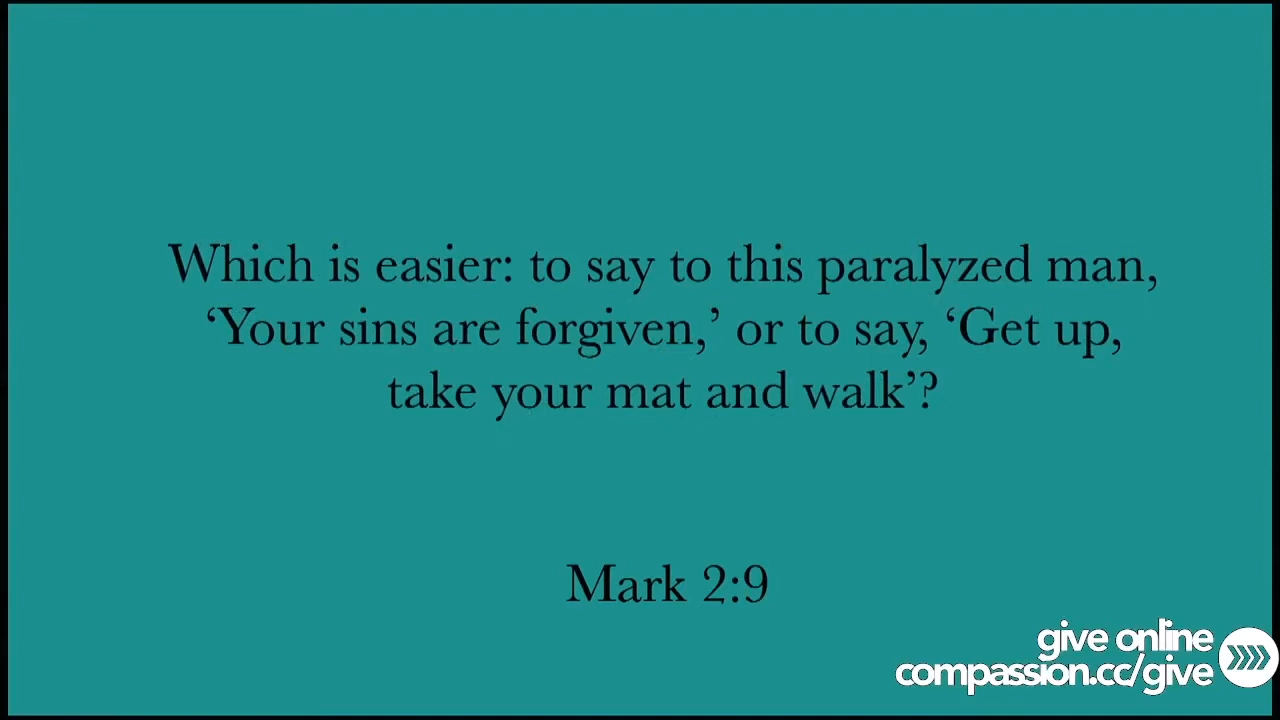 Which is easier: to say to this paralyzed man,
‘Your sins are forgiven,’ or to say, ‘Get up,
take your mat and walk’?
Mark 2:9
give online
compassion.cc/give